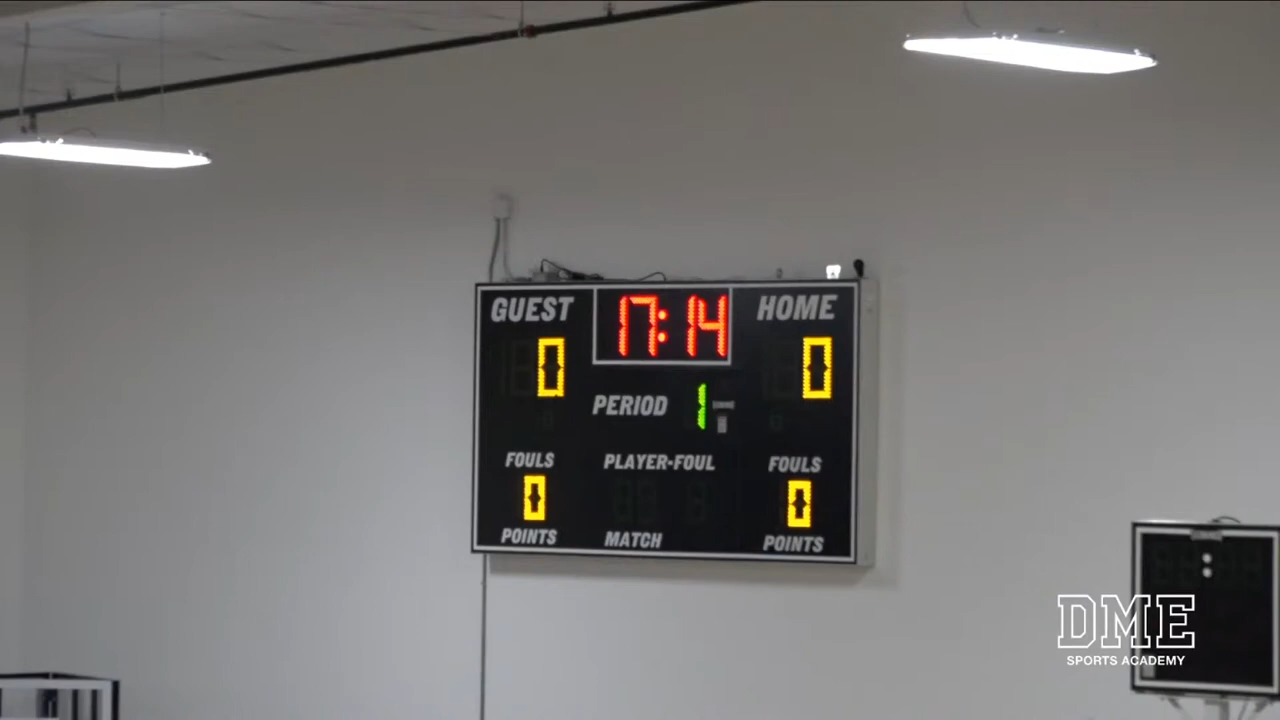 GUEST 17:14 HOME
0 0
PERIOD 1
FOULS PLAYER-FOUL FOULS
0 0
POINTS MATCH POINTS
DME
SPORTS ACADEMY